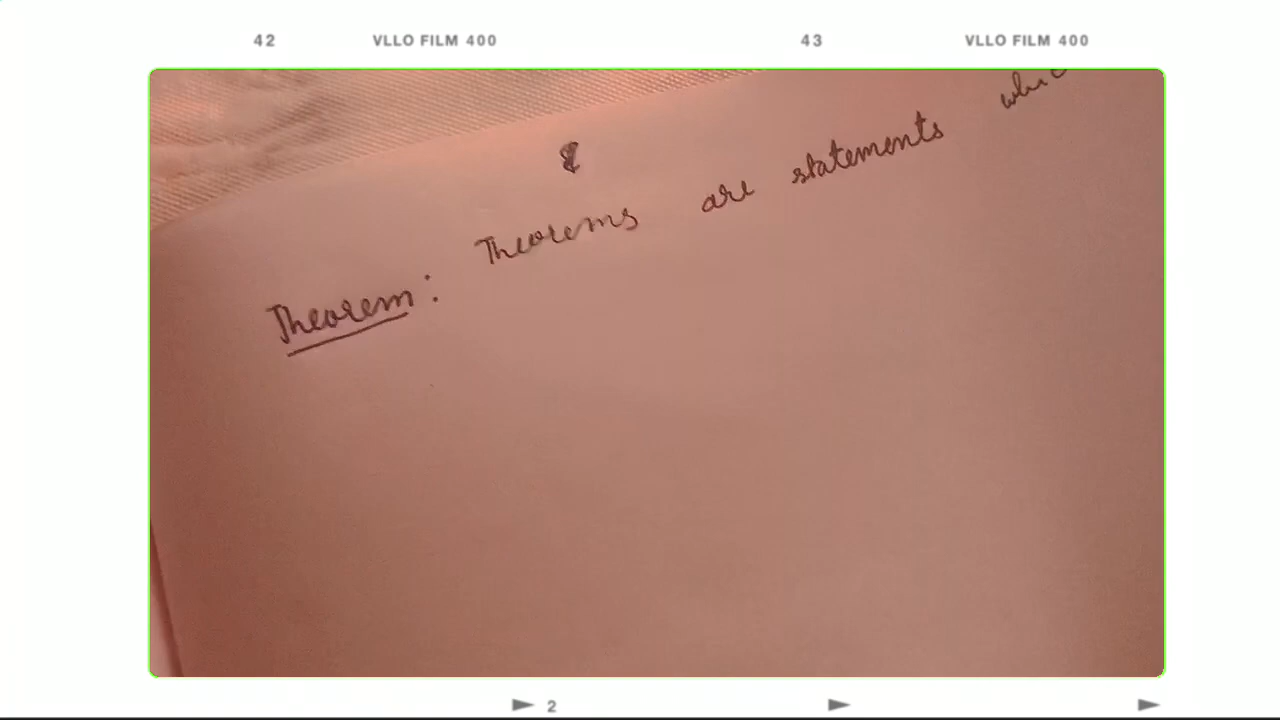 42 VLLO FILM 400 43 VLLO FILM 400
Theorem: Theorems are statements
2